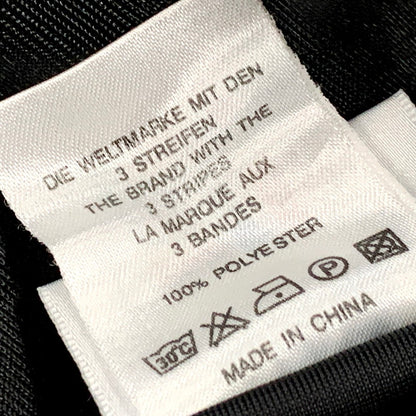 DIE WELTMARKE MIT DEN
3 STREIFEN
THE BRAND WITH THE
3 STRIPES
LA MARQUE AUX
3 BANDES
100% POLYESTER
30°C
MADE IN CHINA